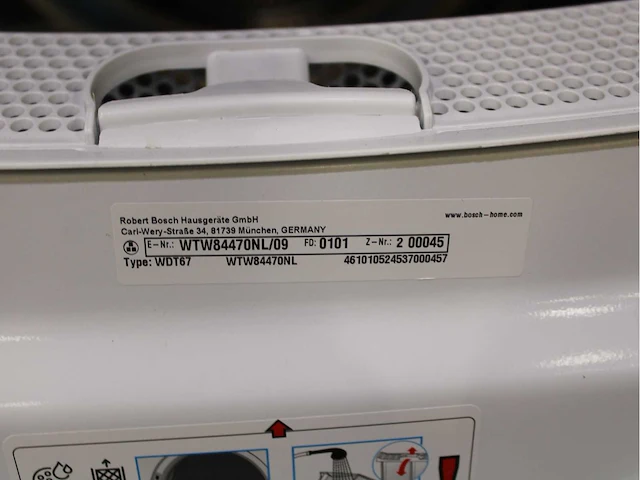 Robert Bosch Hausgeräte GmbH www.bosch-home.com
Carl-Wery-Straße 34, 81739 München, GERMANY
E-Nr.: WTW84470NL/09 FD: 0101 Z-Nr.: 2 00045
Type: WDT67 WTW84470NL 461010524537000457